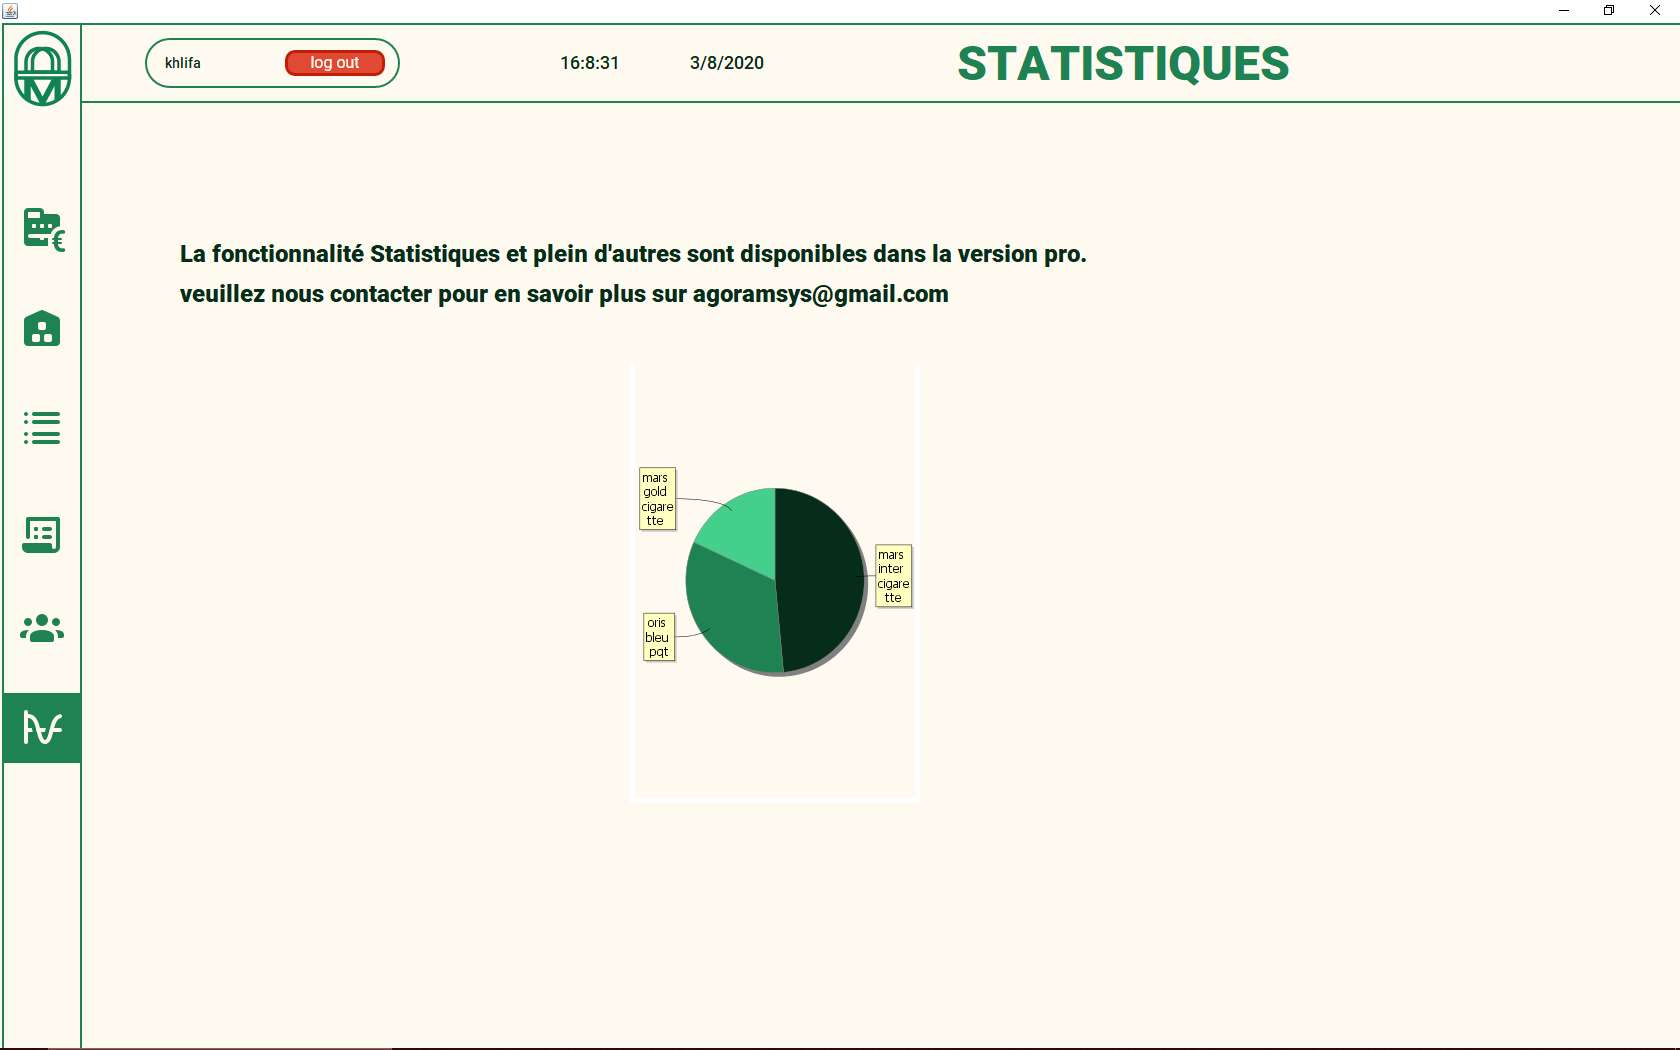 khlifa
log out
16:8:31
3/8/2020
STATISTIQUES
La fonctionnalité Statistiques et plein d'autres sont disponibles dans la version pro.
veuillez nous contacter pour en savoir plus sur agoramsys@gmail.com
mars
gold
cigare
tte
mars
inter
cigare
tte
oris
bleu
pqt